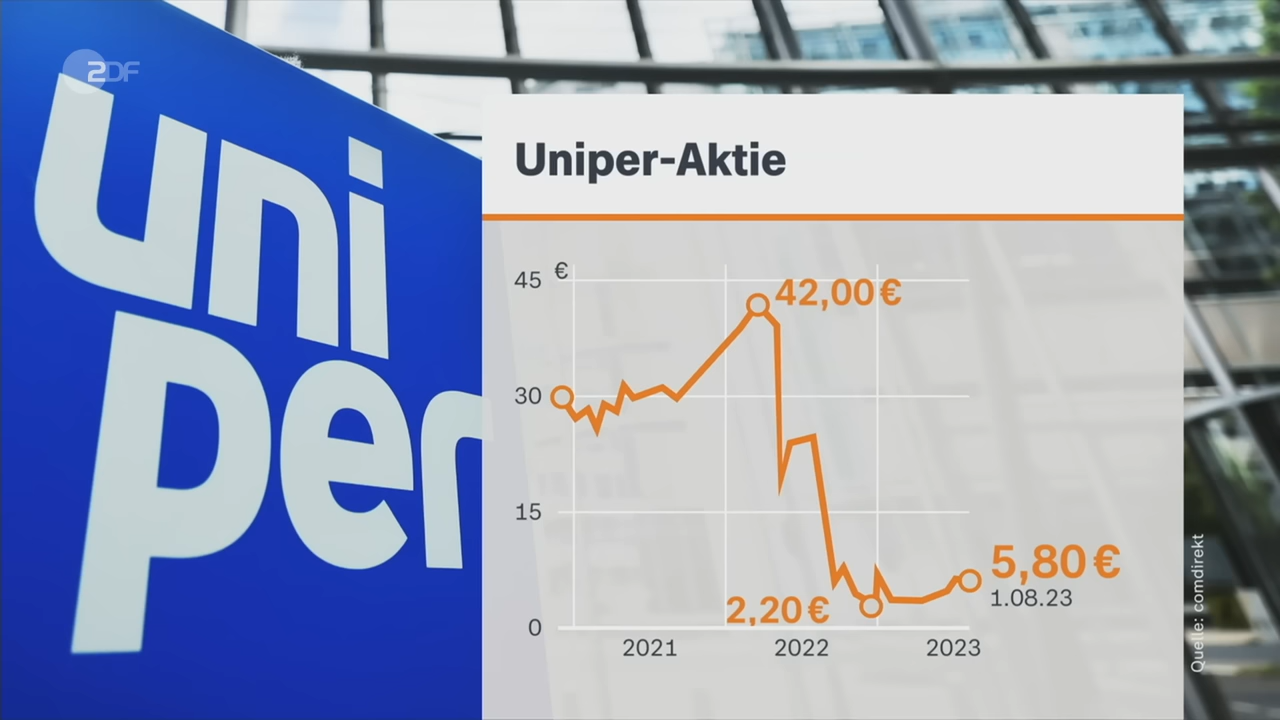 ZDF
uni
per
Uniper-Aktie
€
45
42,00 €
30
15
5,80 €
1.08.23
2,20 €
0
2021 2022 2023
Quelle: comdirekt